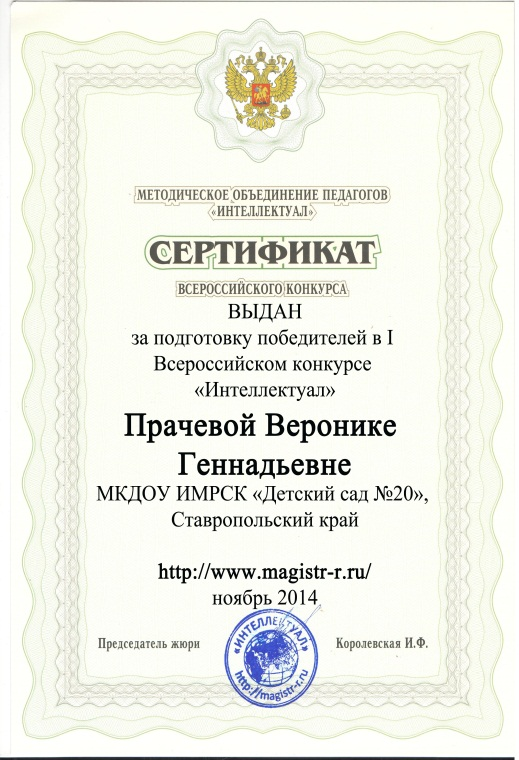 МЕТОДИЧЕСКОЕ ОБЪЕДИНЕНИЕ ПЕДАГОГОВ
«ИНТЕЛЛЕКТУАЛ»
СЕРТИФИКАТ
ВСЕРОССИЙСКОГО КОНКУРСА
ВЫДАН
за подготовку победителей в I
Всероссийском конкурсе
«Интеллектуал»
Прачевой Веронике
Геннадьевне
МКДОУ ИМРСК «Детский сад №20»,
Ставропольский край
http://www.magistr-r.ru/
ноябрь 2014
Председатель жюри
Королевская И.Ф.
«ИНТЕЛЛЕКТУАЛ»
http://magistr-r.ru